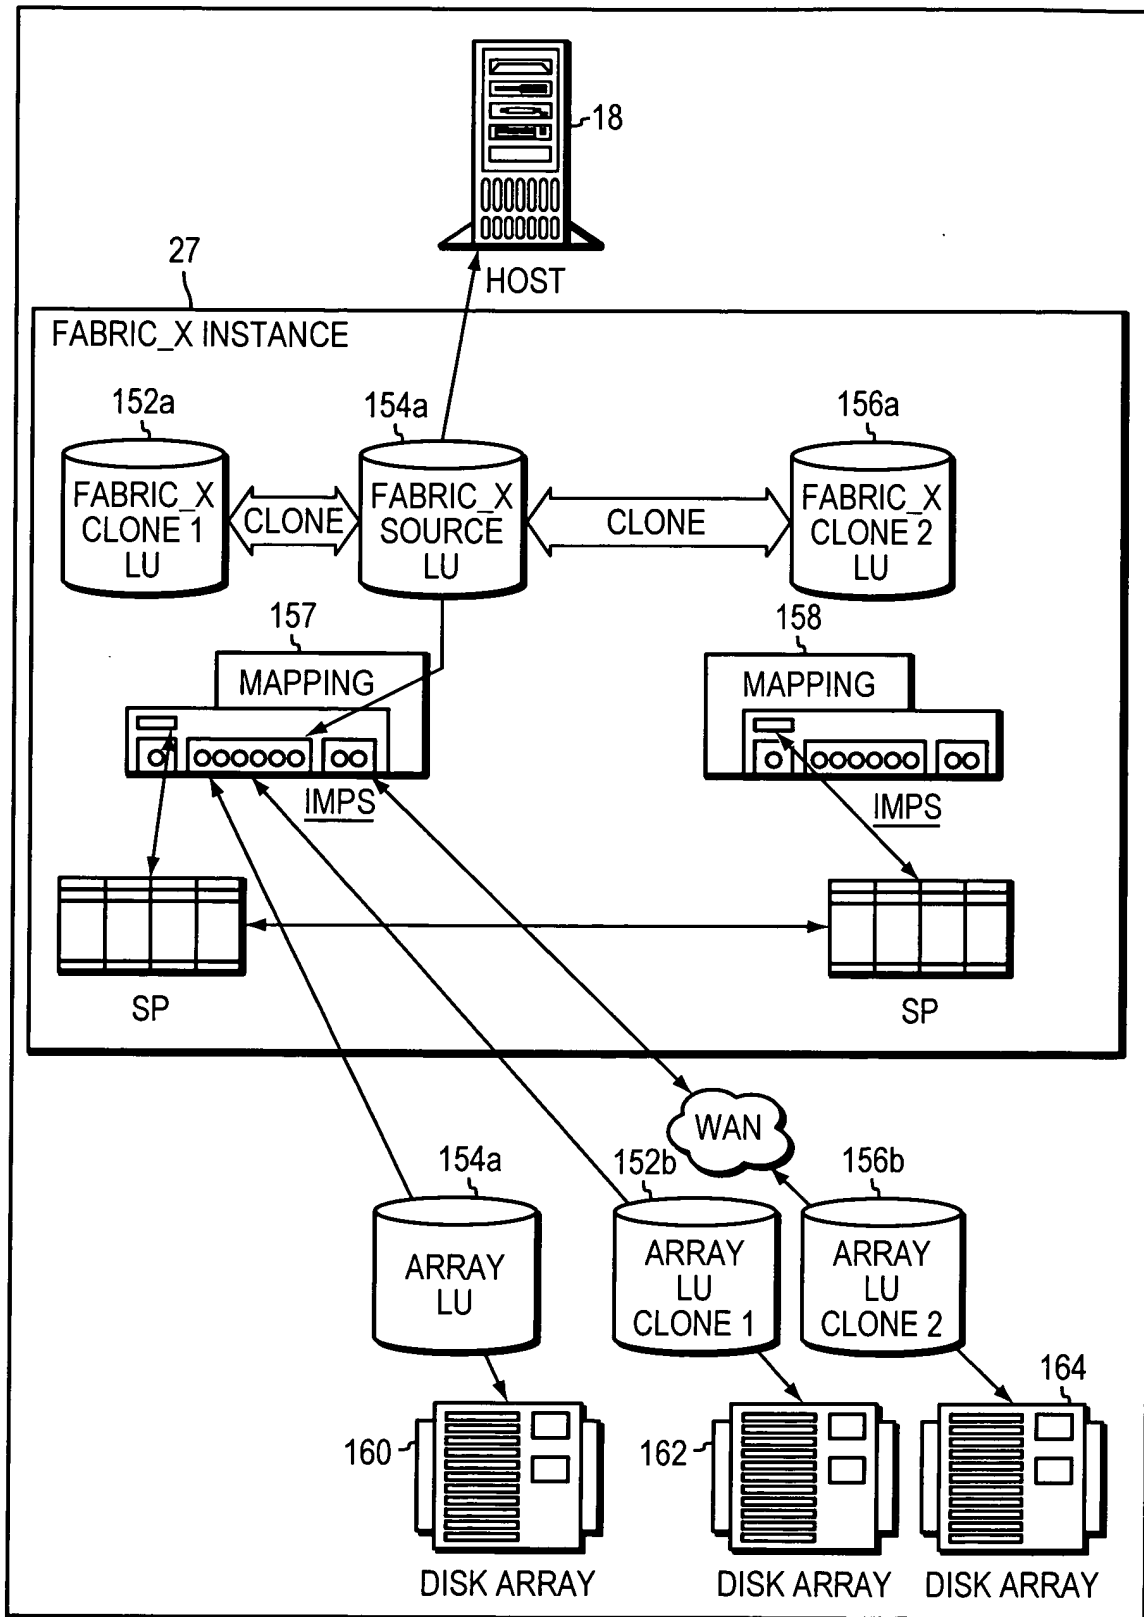 18
HOST
27
FABRIC_X INSTANCE
152a
154a
156a
FABRIC_X
CLONE 1
LU
CLONE
FABRIC_X
SOURCE
LU
CLONE
FABRIC_X
CLONE 2
LU
157
MAPPING
IMPS
158
MAPPING
IMPS
SP
SP
WAN
154a
152b
156b
ARRAY
LU
ARRAY
LU
CLONE 1
ARRAY
LU
CLONE 2
160
162
164
DISK ARRAY
DISK ARRAY
DISK ARRAY